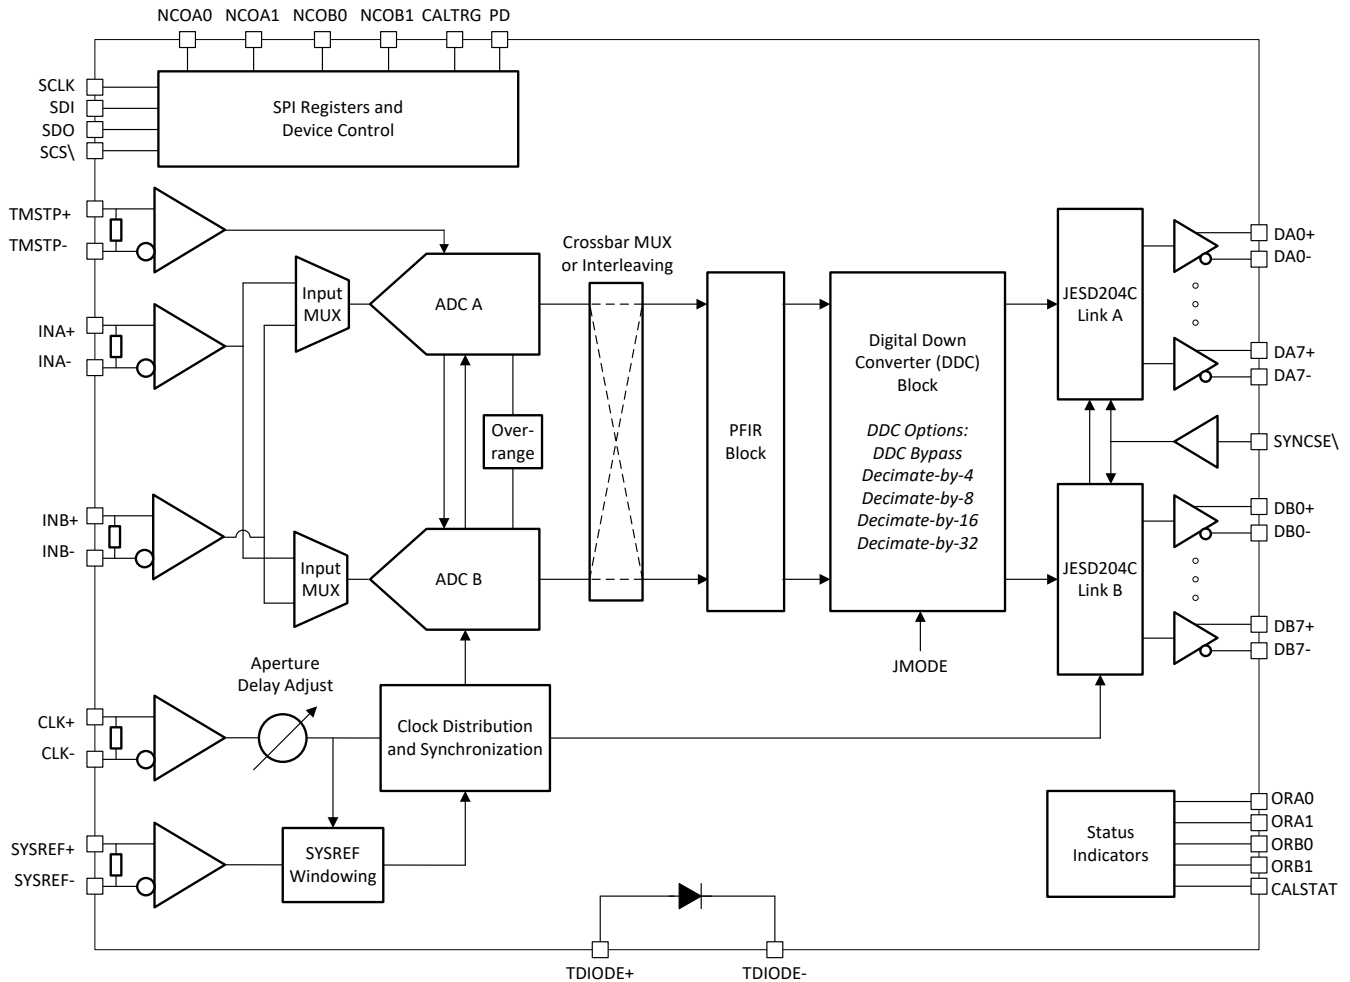 NCOA0 NCOA1 NCOB0 NCOB1 CALTRG PD
SCLK
SDI
SDO
SCS\
SPI Registers and
Device Control
TMSTP+
TMSTP-
INA+
INA-
Input
MUX
ADC A
Crossbar MUX
or Interleaving
Over-
range
PFIR
Block
Digital Down
Converter (DDC)
Block
DDC Options:
DDC Bypass
Decimate-by-4
Decimate-by-8
Decimate-by-16
Decimate-by-32
JMODE
JESD204C
Link A
DA0+
DA0-
DA7+
DA7-
SYNCSE\
INB+
INB-
Input
MUX
ADC B
JESD204C
Link B
DB0+
DB0-
DB7+
DB7-
Aperture
Delay Adjust
CLK+
CLK-
Clock Distribution
and Synchronization
SYSREF+
SYSREF-
SYSREF
Windowing
Status
Indicators
ORA0
ORA1
ORB0
ORB1
CALSTAT
TDIODE+
TDIODE-